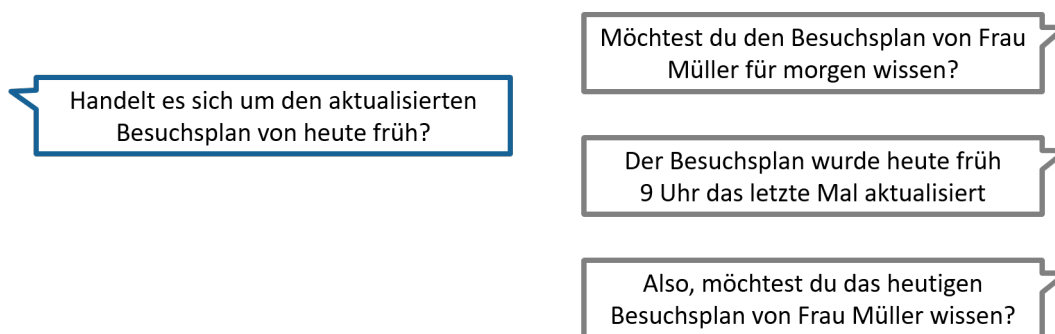 Möchtest du den Besuchsplan von Frau
Müller für morgen wissen?
Handelt es sich um den aktualisierten
Besuchsplan von heute früh?
Der Besuchsplan wurde heute früh
9 Uhr das letzte Mal aktualisiert
Also, möchtest du das heutigen
Besuchsplan von Frau Müller wissen?